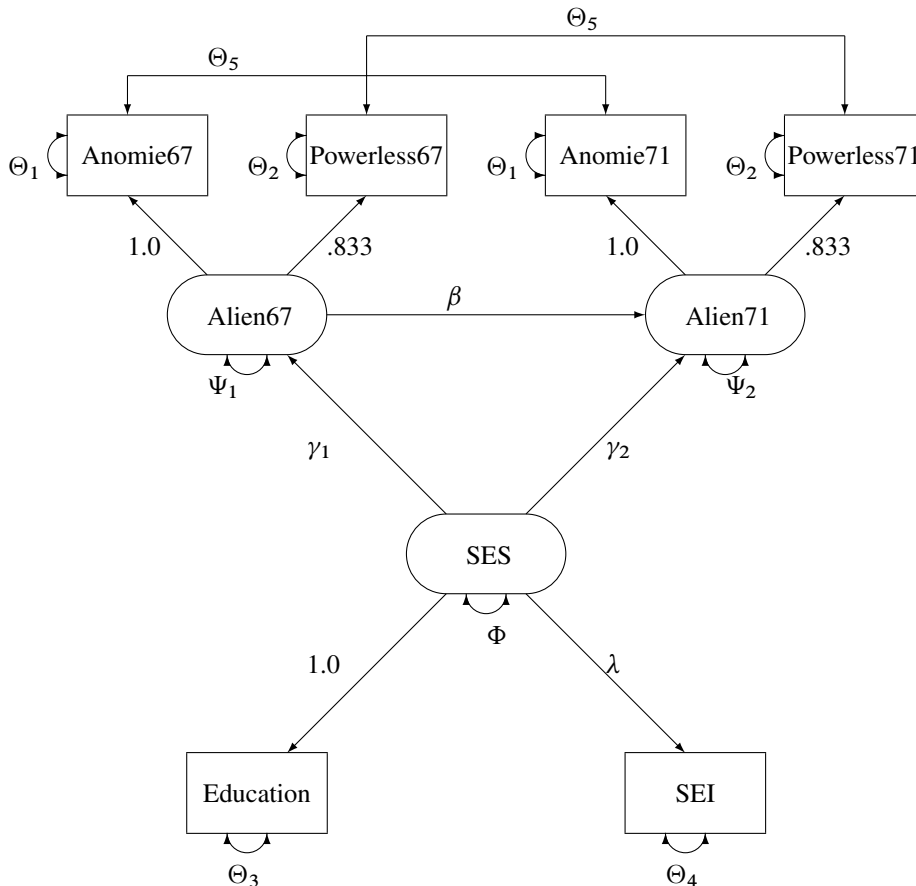 Θ5
Θ5
Θ1
Anomie67
Θ2
Powerless67
Θ1
Anomie71
Θ2
Powerless71
1.0
.833
1.0
.833
Alien67
β
Alien71
Ψ1
Ψ2
γ1
γ2
SES
Φ
1.0
λ
Education
SEI
Θ3
Θ4